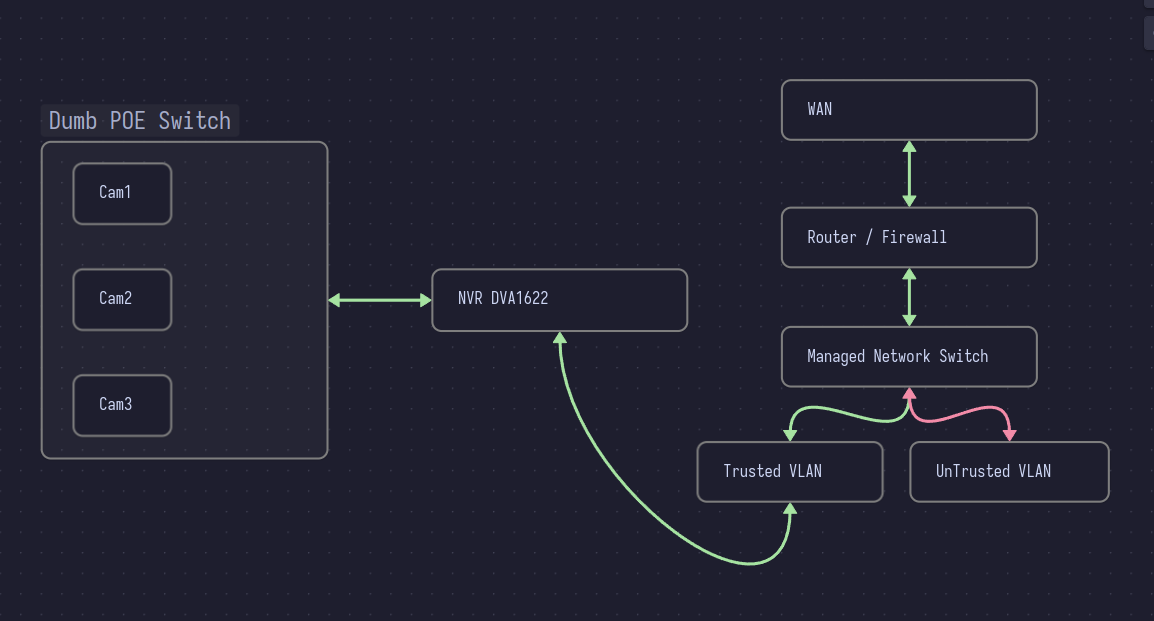 Dumb POE Switch
Cam1
Cam2
Cam3
NVR DVA1622
WAN
Router / Firewall
Managed Network Switch
Trusted VLAN
UnTrusted VLAN